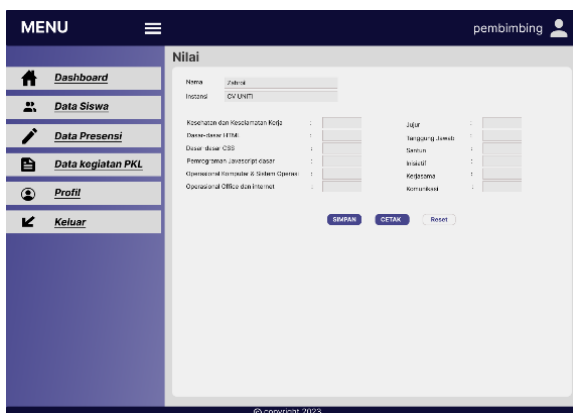 MENU
pembimbing
Nilai
Dashboard
Data Siswa
Data Presensi
Data kegiatan PKL
Profil
Keluar
Nama
Instansi CV UNITI
Kesehatan dan Keselamatan Kerja :
Dasar-dasar HTML :
Dasar dasar CSS :
Pemrograman Javascript dasar :
Operasional Komputer & Sistem Operasi :
Operasional Office dan internet :
Jujur :
Tanggung Jawab :
Santun :
Inisiatif :
Kerjasama :
Komunikasi :
SIMPAN CETAK Reset
© copyright 2023